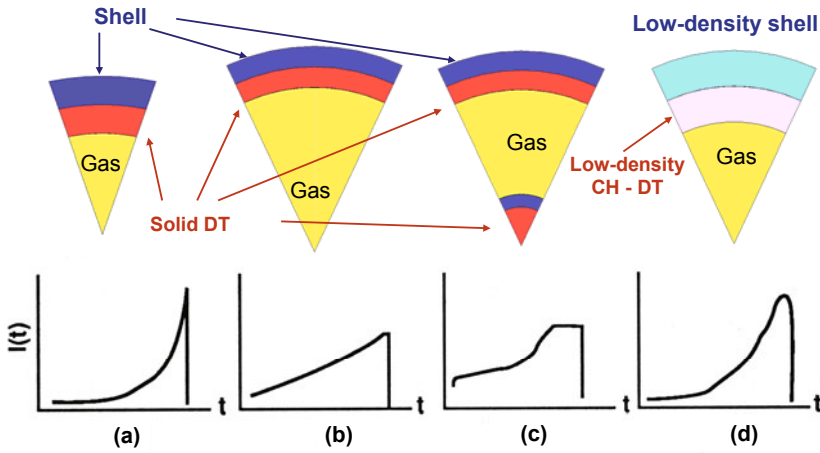 Shell
Low-density shell
Gas
Gas
Gas
Gas
Solid DT
Low-density
CH - DT
I(t)
t
t
t
t
(a)
(b)
(c)
(d)